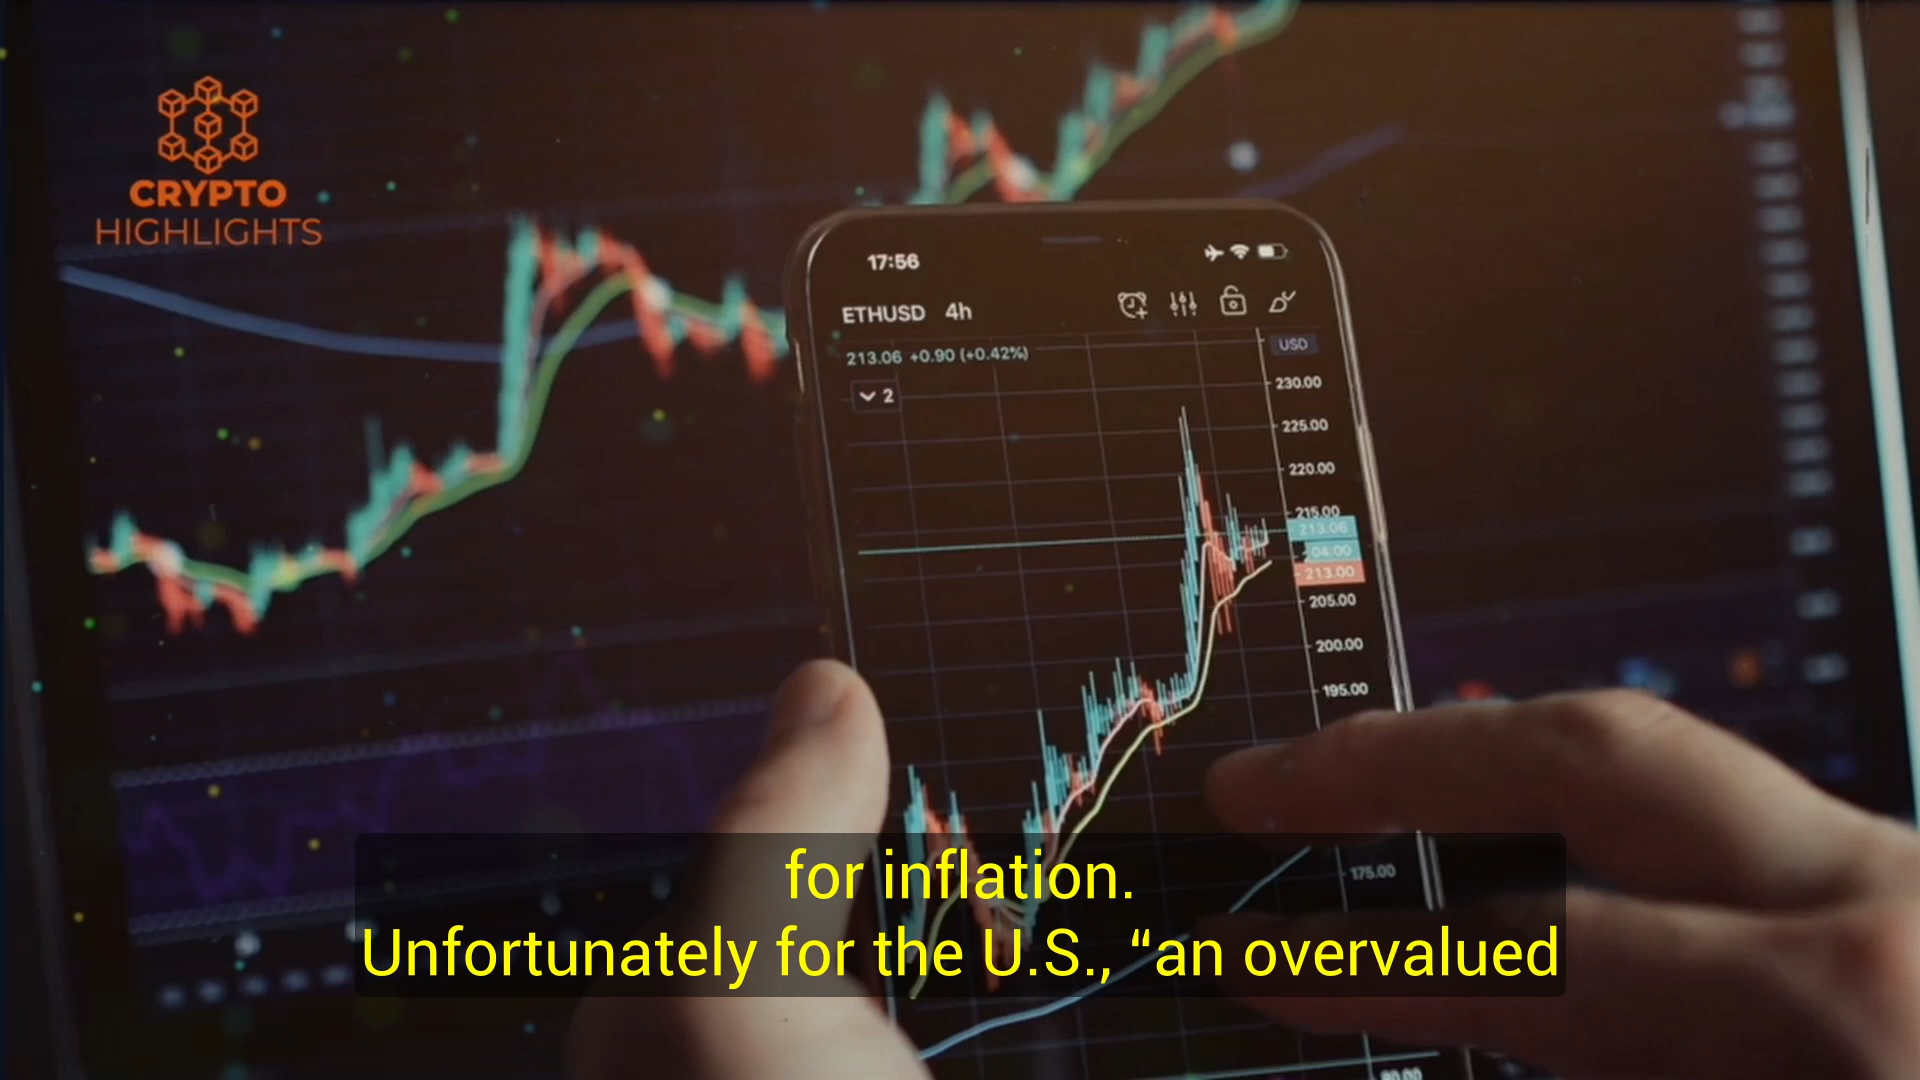 CRYPTO
HIGHLIGHTS
17:56
ETHUSD 4h
213.06 +0.90 (+0.42%)
USD
2
230.00
225.00
220.00
215.00
213.06
04:00
213.00
205.00
200.00
195.00
175.00
for inflation.
Unfortunately for the U.S., “an overvalued